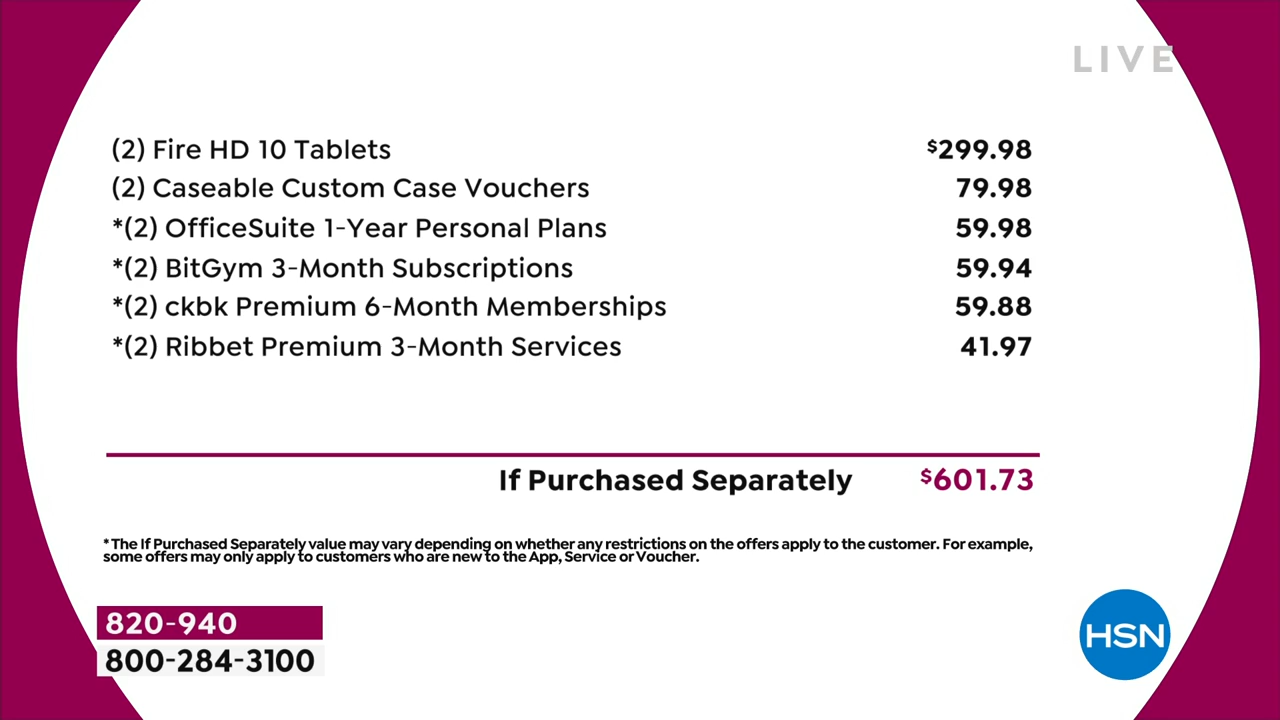 LIVE
(2) Fire HD 10 Tablets $299.98
(2) Caseable Custom Case Vouchers 79.98
*(2) OfficeSuite 1-Year Personal Plans 59.98
*(2) BitGym 3-Month Subscriptions 59.94
*(2) ckbk Premium 6-Month Memberships 59.88
*(2) Ribbet Premium 3-Month Services 41.97
If Purchased Separately $601.73
*The If Purchased Separately value may vary depending on whether any restrictions on the offers apply to the customer. For example,
some offers may only apply to customers who are new to the App, Service or Voucher.
820-940
800-284-3100
HSN